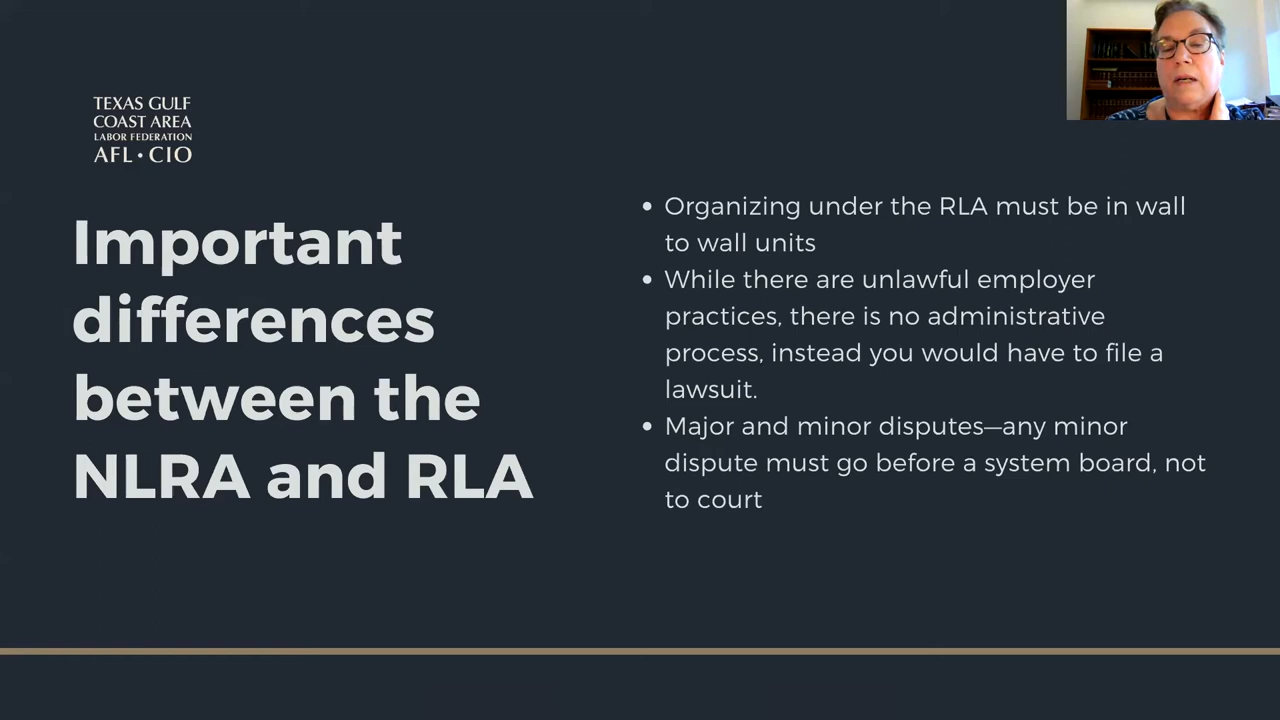 TEXAS GULF
COAST AREA
LABOR FEDERATION
AFL • CIO
Important
differences
between the
NLRA and RLA
• Organizing under the RLA must be in wall
to wall units
• While there are unlawful employer
practices, there is no administrative
process, instead you would have to file a
lawsuit.
• Major and minor disputes—any minor
dispute must go before a system board, not
to court